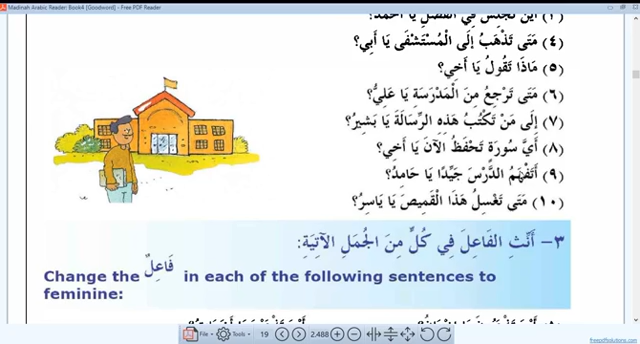 Madinah Arabic Reader: Book4 [Goodword] - Free PDF Reader
(٣) أَيْنَ تَجْلِسُ فِي الْفَصْلِ يَا أَحْمَدُ؟
(٤) مَتَى تَذْهَبُ إِلَى الْمُسْتَشْفَى يَا أَبِي؟
(٥) مَاذَا تَقُولُ يَا أَخِي؟
(٦) مَتَى تَرْجِعُ مِنَ الْمَدْرَسَةِ يَا عَلِيُّ؟
(٧) إِلَى مَنْ تَكْتُبُ هَذِهِ الرِّسَالَةَ يَا بَشِيرُ؟
(٨) أَيَّ سُورَةٍ تَحْفَظُ الْآنَ يَا أَخِي؟
(٩) أَتَفْهَمُ الدَّرْسَ جَيِّدًا يَا حَامِدُ؟
(١٠) مَتَى تَغْسِلُ هَذَا الْقَمِيصَ يَا يَاسِرُ؟
٣- أَنِّثِ الْفَاعِلَ فِي كُلٍّ مِنَ الْجُمَلِ الْآتِيَةِ:
Change the فَاعِلٌ in each of the following sentences to
feminine:
File Tools 19 2.488
freepdfsolutions.com